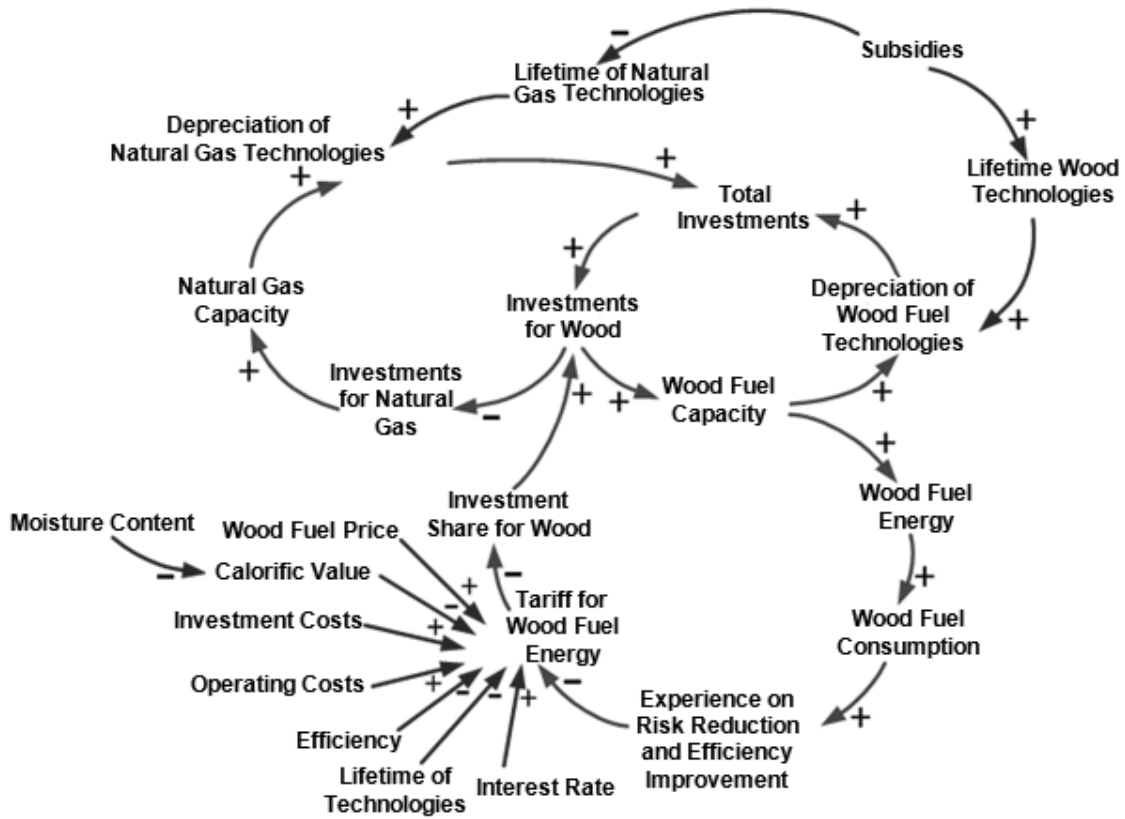 Subsidies
Lifetime of Natural
Gas Technologies
Depreciation of
Natural Gas Technologies
Lifetime Wood
Technologies
Total
Investments
Natural Gas
Capacity
Investments
for Wood
Depreciation of
Wood Fuel
Technologies
Investments
for Natural
Gas
Wood Fuel
Capacity
Investment
Share for Wood
Wood Fuel
Energy
Moisture Content
Wood Fuel Price
Calorific Value
Investment Costs
Operating Costs
Efficiency
Lifetime of
Technologies
Interest Rate
Tariff for
Wood Fuel
Energy
Wood Fuel
Consumption
Experience on
Risk Reduction
and Efficiency
Improvement